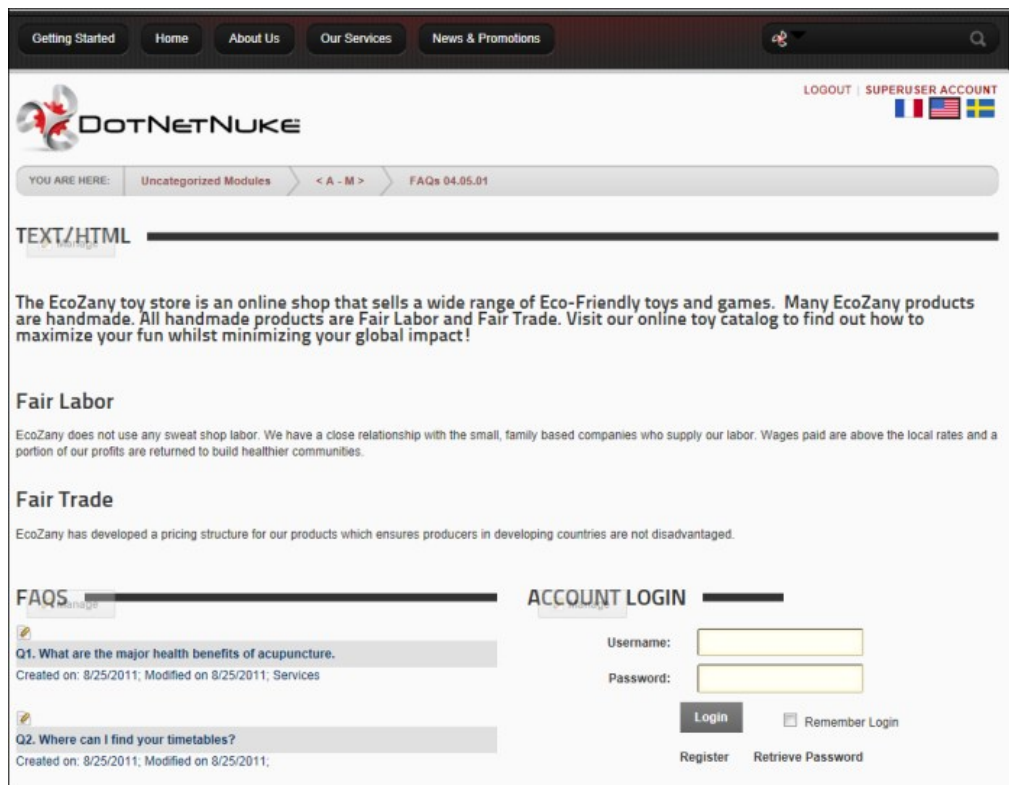 Getting Started Home About Us Our Services News & Promotions
LOGOUT | SUPERUSER ACCOUNT
DOTNETNUKE
YOU ARE HERE: Uncategorized Modules < A - M > FAQs 04.05.01
TEXT/HTML
Manage
The EcoZany toy store is an online shop that sells a wide range of Eco-Friendly toys and games. Many EcoZany products
are handmade. All handmade products are Fair Labor and Fair Trade. Visit our online toy catalog to find out how to
maximize your fun whilst minimizing your global impact!
Fair Labor
EcoZany does not use any sweat shop labor. We have a close relationship with the small, family based companies who supply our labor. Wages paid are above the local rates and a
portion of our profits are returned to build healthier communities.
Fair Trade
EcoZany has developed a pricing structure for our products which ensures producers in developing countries are not disadvantaged.
FAQS
Manage
Q1. What are the major health benefits of acupuncture.
Created on: 8/25/2011; Modified on 8/25/2011; Services
Q2. Where can I find your timetables?
Created on: 8/25/2011; Modified on 8/25/2011;
ACCOUNT LOGIN
Manage
Username:
Password:
Login Remember Login
Register Retrieve Password